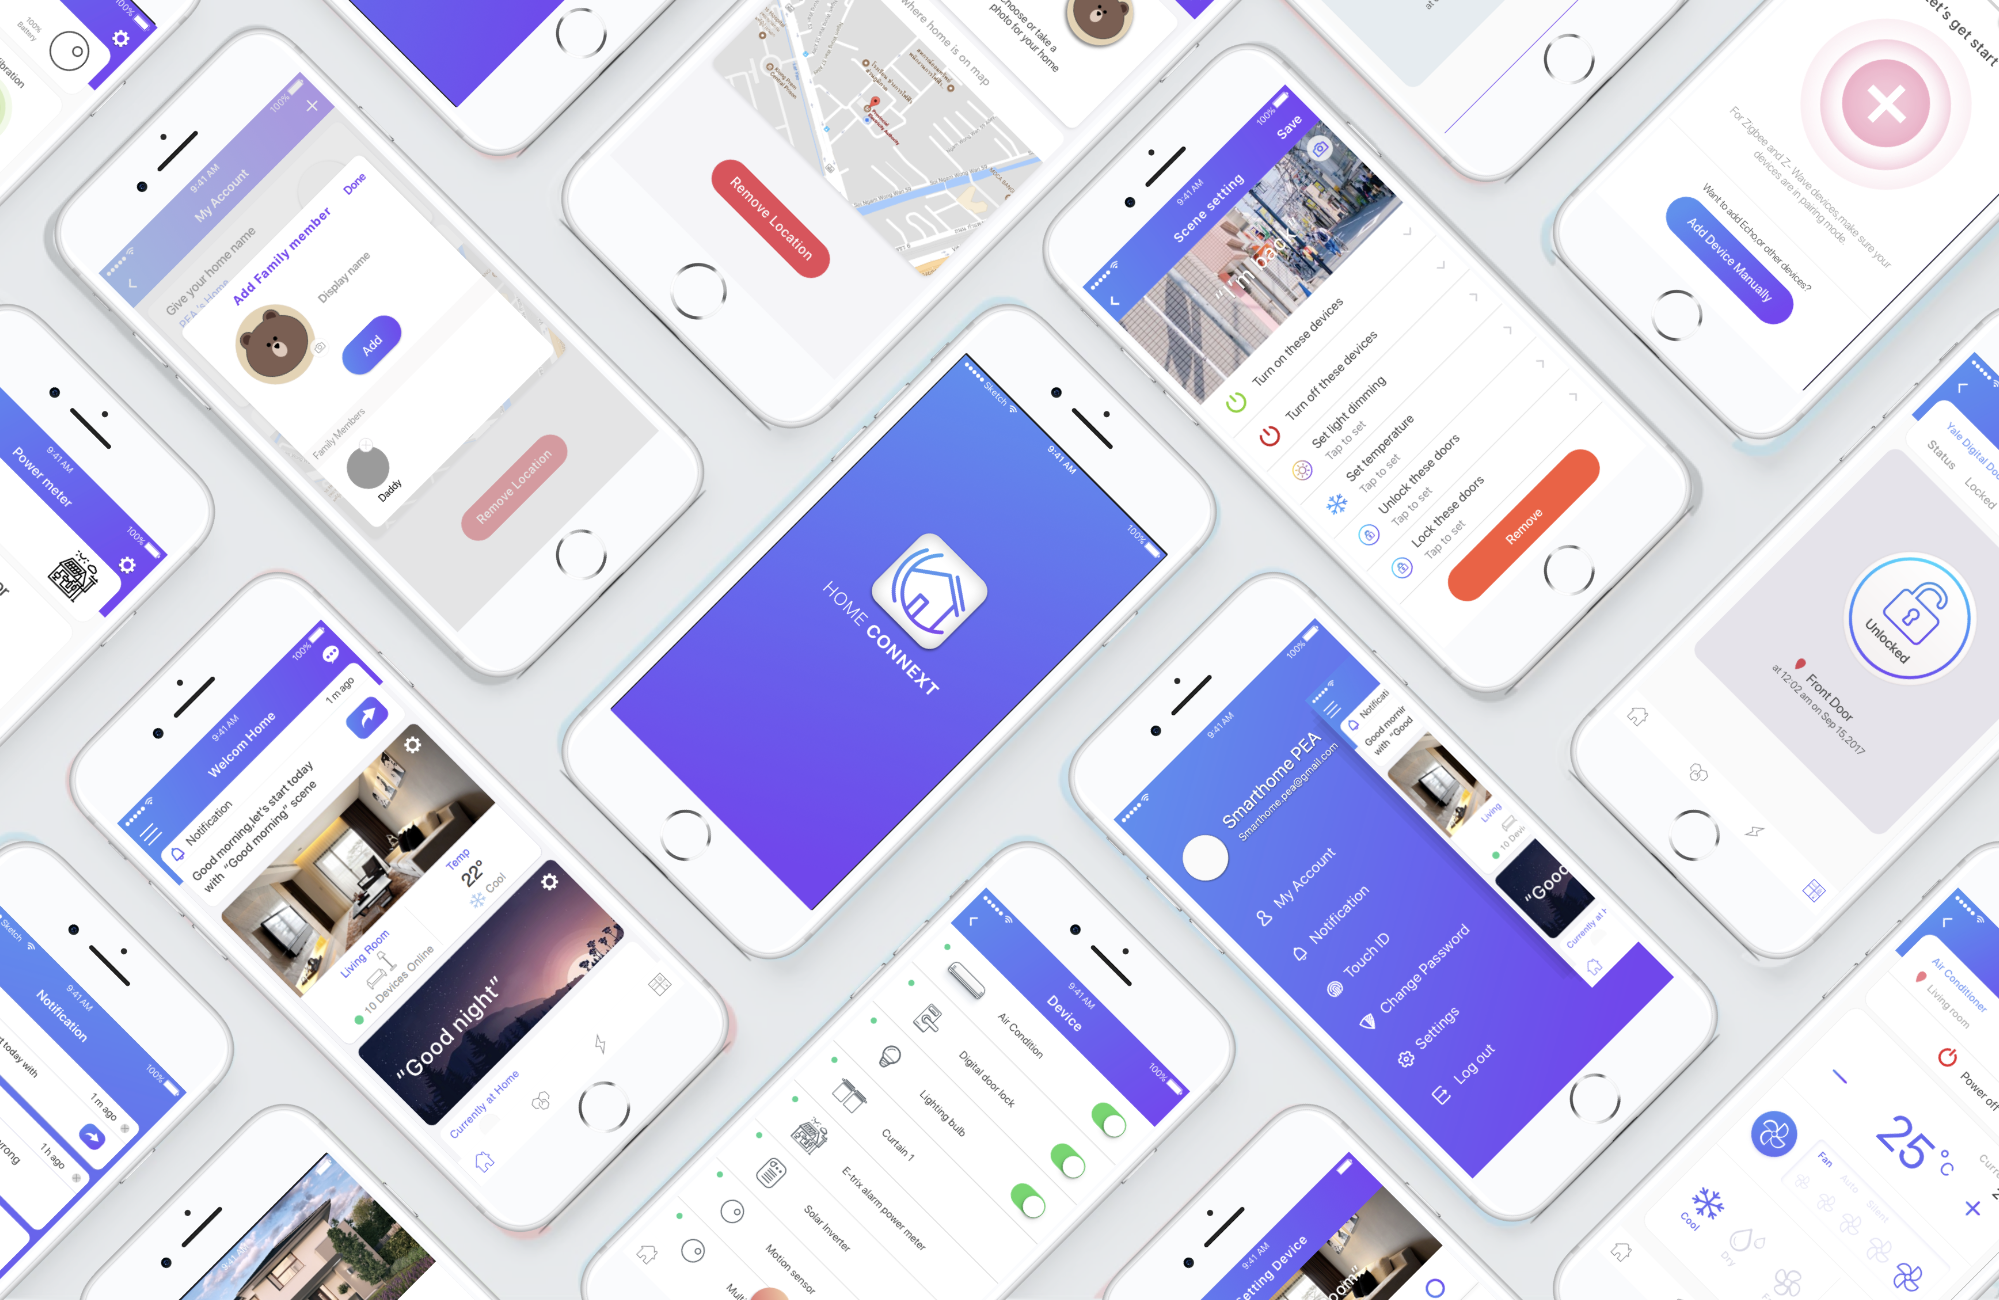 100%
Battery
100%
9:41 AM
100%
My Account
Give your home name
PEA's Home
Add Family member
Done
Display name
Add
Family Members
Daddy
Remove Location
where home is on map
Provincial
Electricity Authority
Remove Location
Choose or take a
photo for your home
9:41 AM
100%
Scene setting
Save
"I'm back"
Turn on these devices
Turn off these devices
Set light dimming
Tap to set
Set temperature
Tap to set
Unlock these doors
Tap to set
Lock these doors
Tap to set
Remove
Let's get start
For Zigbee and Z- Wave devices,make sure your
devices are in pairing mode.
Want to add Echo,or other devices?
Add Device Manually
9:41 AM
100%
Power meter
Sketch
9:41 AM
100%
HOME CONNEXT
Yale Digital Doo
Status
Locked
Unlocked
Front Door
at 12:02 am on Sep 15,2017
9:41 AM
100%
Welcom Home
Notification
1 m ago
Good morning,let's start today
with "Good morning" scene
Living Room
10 Devices Online
Temp
22°
Cool
"Good night"
Currently at Home
9:41 AM
100%
Smarthome PEA
Smarthome.pea@gmail.com
My Account
Notification
Touch ID
Change Password
Settings
Log out
Notificati
Good mornir
with "Good
Living
10 Devi
"Good
Currently at H
Sketch
9:41 AM
100%
Notification
t today with
1 m ago
1 h ago
9:41 AM
100%
Device
Air Condition
Digital door lock
Lighting bulb
Curtain 1
E-trix alarm power meter
Solar Inverter
Motion sensor
9:41 AM
9:41 AM
Setting Device
Air Conditioner
Living room
Power off
25°C
Fan
Auto
Silent
Cool
Dry